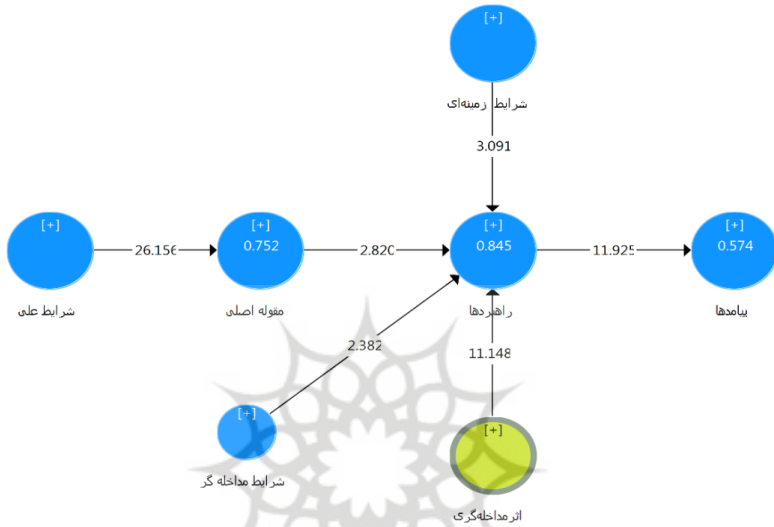 [+]
شرایط زمینه‌ای
3.091
[+]
26.156
[+]
0.752
2.820
[+]
0.845
11.925
[+]
0.574
شرایط علی
مقوله اصلی
راهبردها
پیامدها
2.382
11.148
[+]
شرایط مداخله گر
[+]
اثرمداخله‌گری